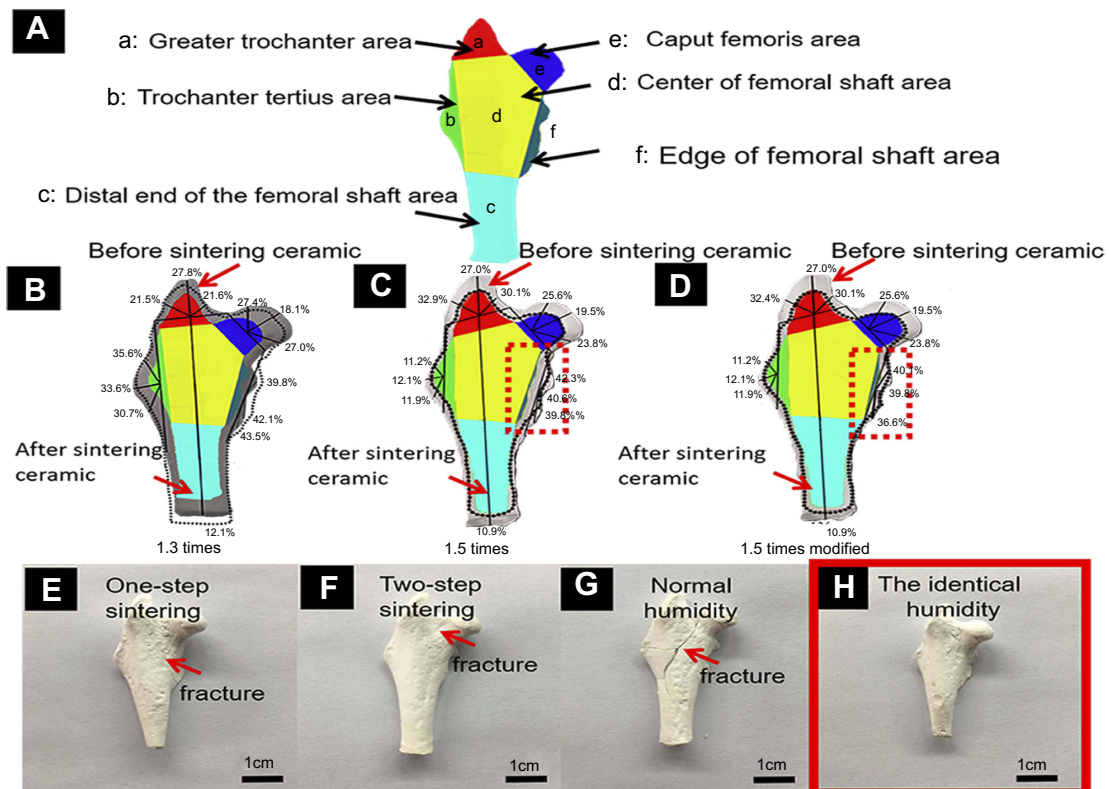 A
a: Greater trochanter area
a
e: Caput femoris area
e
d: Center of femoral shaft area
b: Trochanter tertius area
b
d
f
f: Edge of femoral shaft area
c: Distal end of the femoral shaft area
c
Before sintering ceramic
Before sintering ceramic
Before sintering ceramic
B
27.8%
21.5%
21.6%
27.4%
18.1%
27.0%
35.6%
33.6%
30.7%
39.8%
42.1%
43.5%
After sintering
ceramic
12.1%
1.3 times
C
27.0%
32.9%
30.1%
25.6%
19.5%
23.8%
11.2%
12.1%
11.9%
42.3%
40.6%
39.8%
After sintering
ceramic
10.9%
1.5 times
D
27.0%
32.4%
30.1%
25.6%
19.5%
23.8%
11.2%
12.1%
11.9%
40.1%
39.8%
36.6%
After sintering
ceramic
10.9%
1.5 times modified
E
One-step
sintering
fracture
1cm
F
Two-step
sintering
fracture
1cm
G
Normal
humidity
fracture
1cm
H
The identical
humidity
1cm